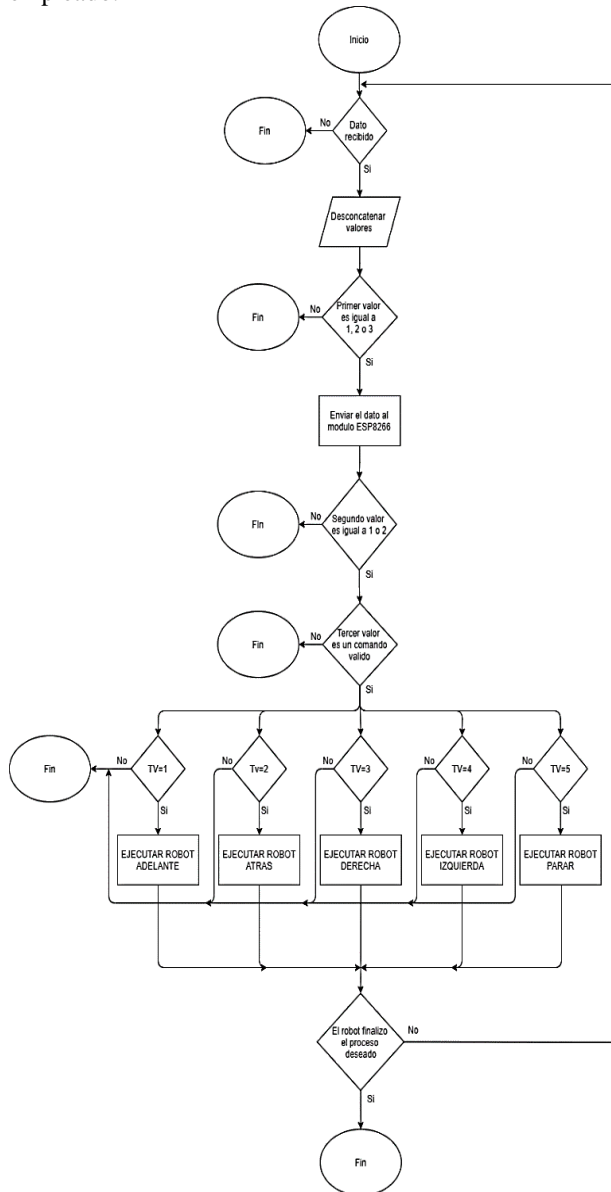 Inicio
No
Dato
recibido
Fin
Si
Desconcatenar
valores
No
Primer valor
es igual a
1, 2 o 3
Fin
Si
Enviar el dato al
modulo ESP8266
No
Segundo valor
es igual a 1 o 2
Fin
Si
No
Tercer valor
es un comando
valido
Fin
Si
Fin
No
TV=1
No
Tv=2
No
TV=3
No
TV=4
No
TV=5
Si
Si
Si
Si
Si
EJECUTAR ROBOT
ADELANTE
EJECUTAR ROBOT
ATRAS
EJECUTAR ROBOT
DERECHA
EJECUTAR ROBOT
IZQUIERDA
EJECUTAR ROBOT
PARAR
El robot finalizo
el proceso
deseado
No
Si
Fin